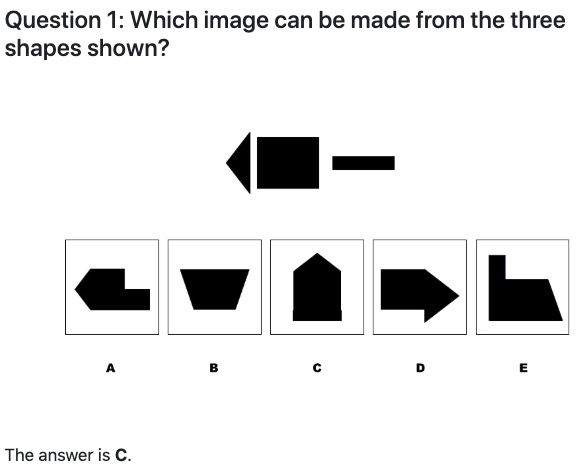 Question 1: Which image can be made from the three
shapes shown?
A B C D E
The answer is C.